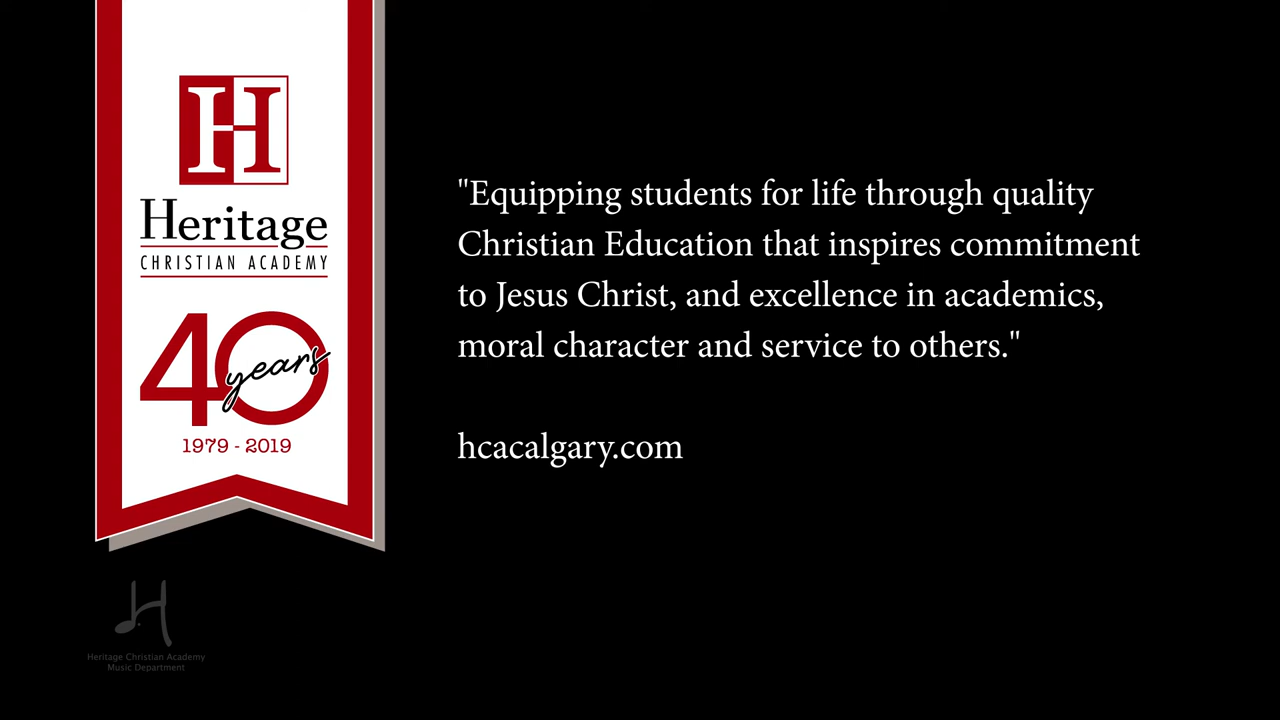 H
Heritage
CHRISTIAN ACADEMY
40
years
1979 - 2019
"Equipping students for life through quality
Christian Education that inspires commitment
to Jesus Christ, and excellence in academics,
moral character and service to others."
hcacalgary.com
H
Heritage Christian Academy
Music Department